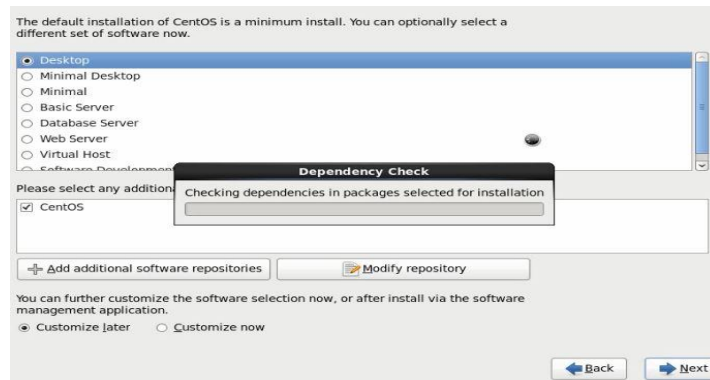 The default installation of CentOS is a minimum install. You can optionally select a
different set of software now.
Desktop
Minimal Desktop
Minimal
Basic Server
Database Server
Web Server
Virtual Host
Software Development
Dependency Check
Checking dependencies in packages selected for installation
Please select any addition
CentOS
Add additional software repositories
Modify repository
You can further customize the software selection now, or after install via the software
management application.
Customize later
Customize now
Back
Next